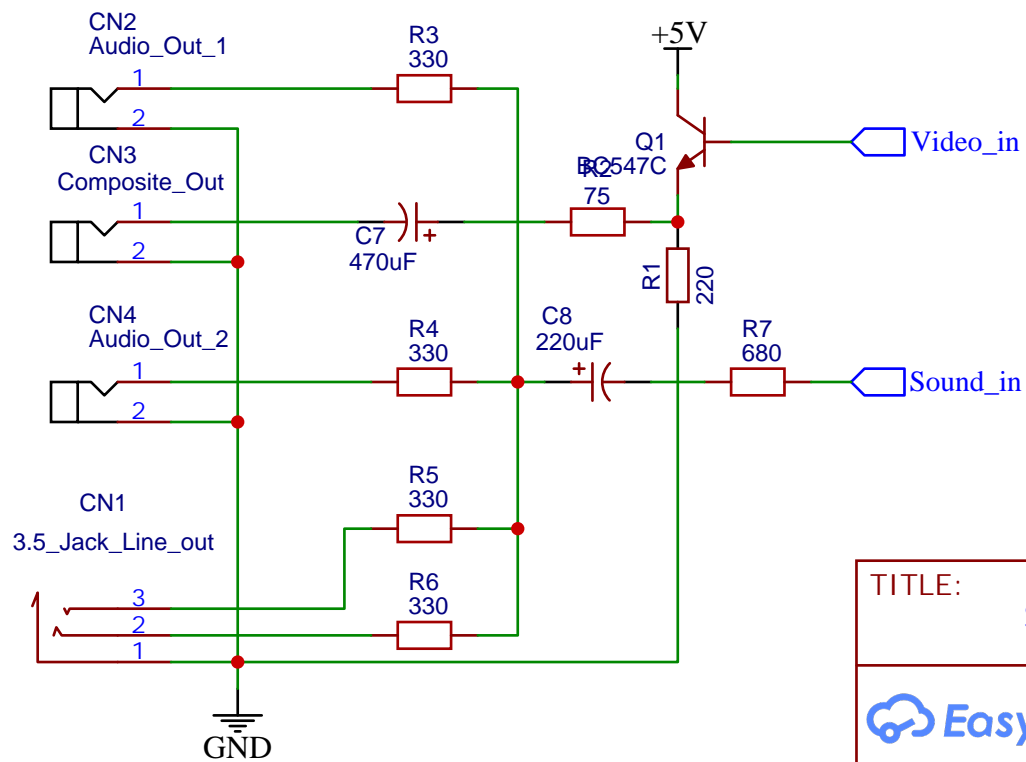 CN2
Audio_Out_1
1
2
R3
330
+5V
Q1
BC547C
Video_in
CN3
Composite_Out
1
2
C7
470uF
+
R2
75
R1
220
CN4
Audio_Out_2
1
2
R4
330
C8
220uF
+
R7
680
Sound_in
CN1
3.5_Jack_Line_out
3
2
1
R5
330
R6
330
GND
TITLE:
Easy